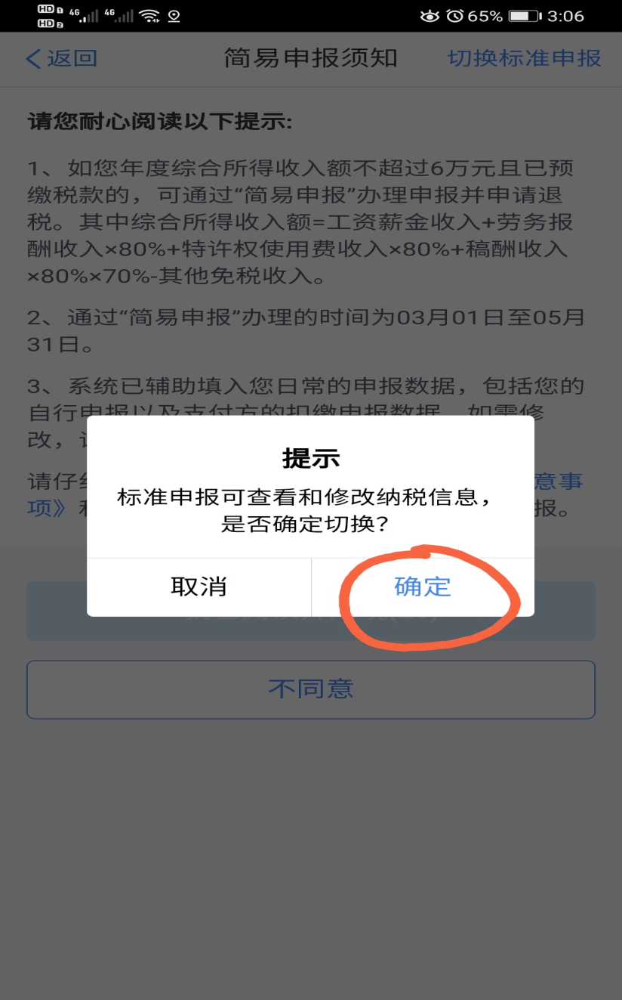 HD 1 4G 4G
HD 2
65% 3:06
返回 简易申报须知 切换标准申报
请您耐心阅读以下提示:
1、如您年度综合所得收入额不超过6万元且已预
缴税款的，可通过“简易申报”办理申报并申请退
税。其中综合所得收入额=工资薪金收入+劳务报
酬收入×80%+特许权使用费收入×80%+稿酬收入
×80%×70%-其他免税收入。
2、通过“简易申报”办理的时间为03月01日至05月
31日。
3、系统已辅助填入您日常的申报数据，包括您的
自行申报以及支付方的扣缴申报数据。如需修
改，
请仔 意事
项》 报。
提示
标准申报可查看和修改纳税信息，
是否确定切换？
取消 确定
不同意